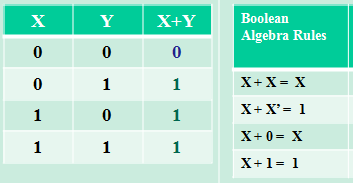 X Y X+Y
0 0 0
0 1 1
1 0 1
1 1 1
Boolean
Algebra Rules
X + X = X
X + X’ = 1
X + 0 = X
X + 1 = 1